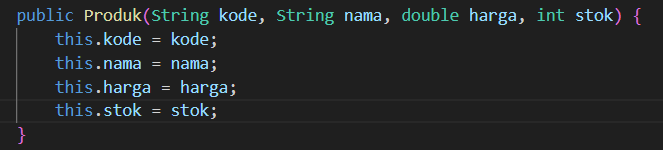 public Produk(String kode, String nama, double harga, int stok) {
    this.kode = kode;
    this.nama = nama;
    this.harga = harga;
    this.stok = stok;
}